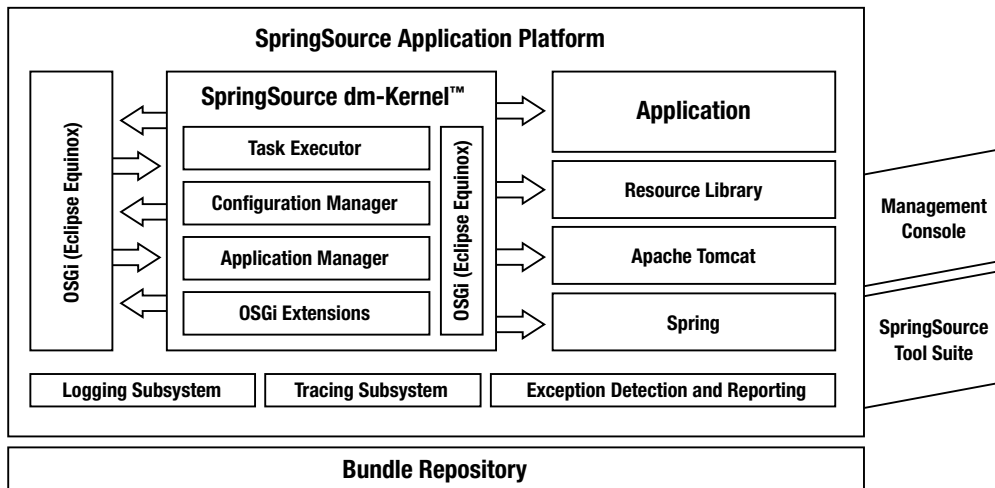 SpringSource Application Platform
OSGi (Eclipse Equinox)
SpringSource dm-Kernel™
Task Executor
Configuration Manager
Application Manager
OSGi Extensions
OSGi (Eclipse Equinox)
Application
Resource Library
Apache Tomcat
Spring
Management
Console
SpringSource
Tool Suite
Logging Subsystem
Tracing Subsystem
Exception Detection and Reporting
Bundle Repository